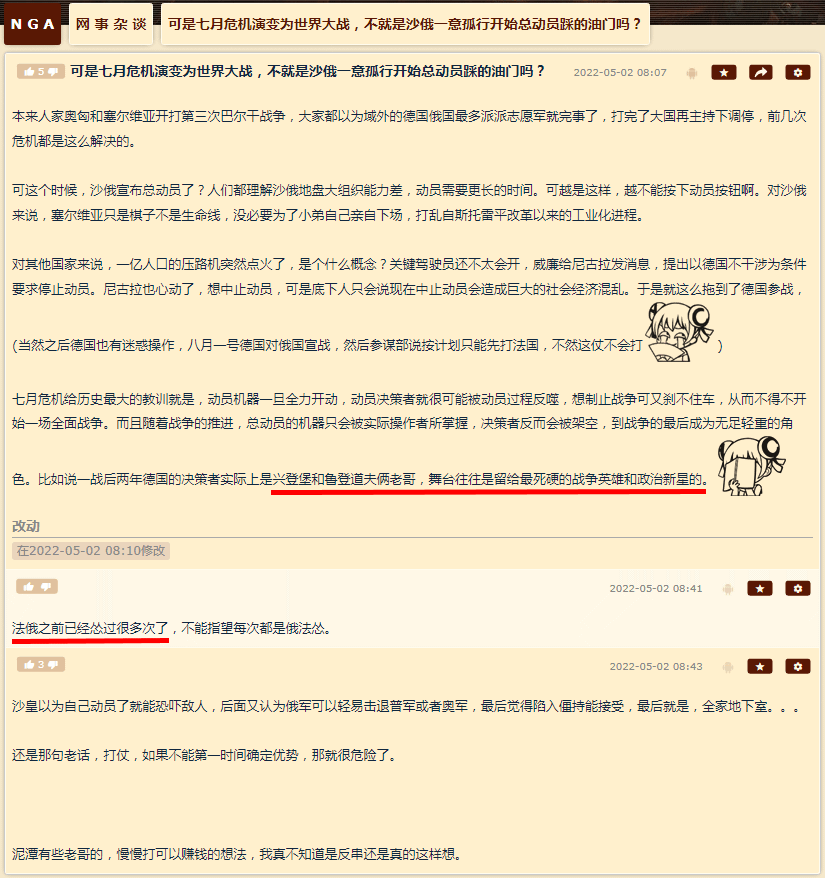 NGA 网事杂谈 可是七月危机演变为世界大战，不就是沙俄一意孤行开始总动员踩的油门吗？
5 可是七月危机演变为世界大战，不就是沙俄一意孤行开始总动员踩的油门吗？ 2022-05-02 08:07
本来人家奥匈和塞尔维亚开打第三次巴尔干战争，大家都以为域外的德国俄国最多派派志愿军就完事了，打完了大国再主持下调停，前几次
危机都是这么解决的。
可这个时候，沙俄宣布总动员了？人们都理解沙俄地盘大组织能力差，动员需要更长的时间。可越是这样，越不能按下动员按钮啊。对沙俄
来说，塞尔维亚只是棋子不是生命线，没必要为了小弟自己亲自下场，打乱自斯托雷平改革以来的工业化进程。
对其他国家来说，一亿人口的压路机突然点火了，是个什么概念？关键驾驶员还不太会开，威廉给尼古拉发消息，提出以德国不干涉为条件
要求停止动员。尼古拉也心动了，想中止动员，可是底下人只会说现在中止动员会造成巨大的社会经济混乱。于是就这么拖到了德国参战，
(当然之后德国也有迷惑操作，八月一号德国对俄国宣战，然后参谋部说按计划只能先打法国，不然这仗不会打 ）
七月危机给历史最大的教训就是，动员机器一旦全力开动，动员决策者就很可能被动员过程反噬，想制止战争可又刹不住车，从而不得不开
始一场全面战争。而且随着战争的推进，总动员的机器只会被实际操作者所掌握，决策者反而会被架空，到战争的最后成为无足轻重的角
色。比如说一战后两年德国的决策者实际上是兴登堡和鲁登道夫俩老哥，舞台往往是留给最死硬的战争英雄和政治新星的。
改动
在2022-05-02 08:10修改
2022-05-02 08:41
法俄之前已经怂过很多次了，不能指望每次都是俄法怂。
3 2022-05-02 08:43
沙皇以为自己动员了就能恐吓敌人，后面又认为俄军可以轻易击退普军或者奥军，最后觉得陷入僵持能接受，最后就是，全家地下室。。。
还是那句老话，打仗，如果不能第一时间确定优势，那就很危险了。
泥潭有些老哥的，慢慢打可以赚钱的想法，我真不知道是反串还是真的这样想。